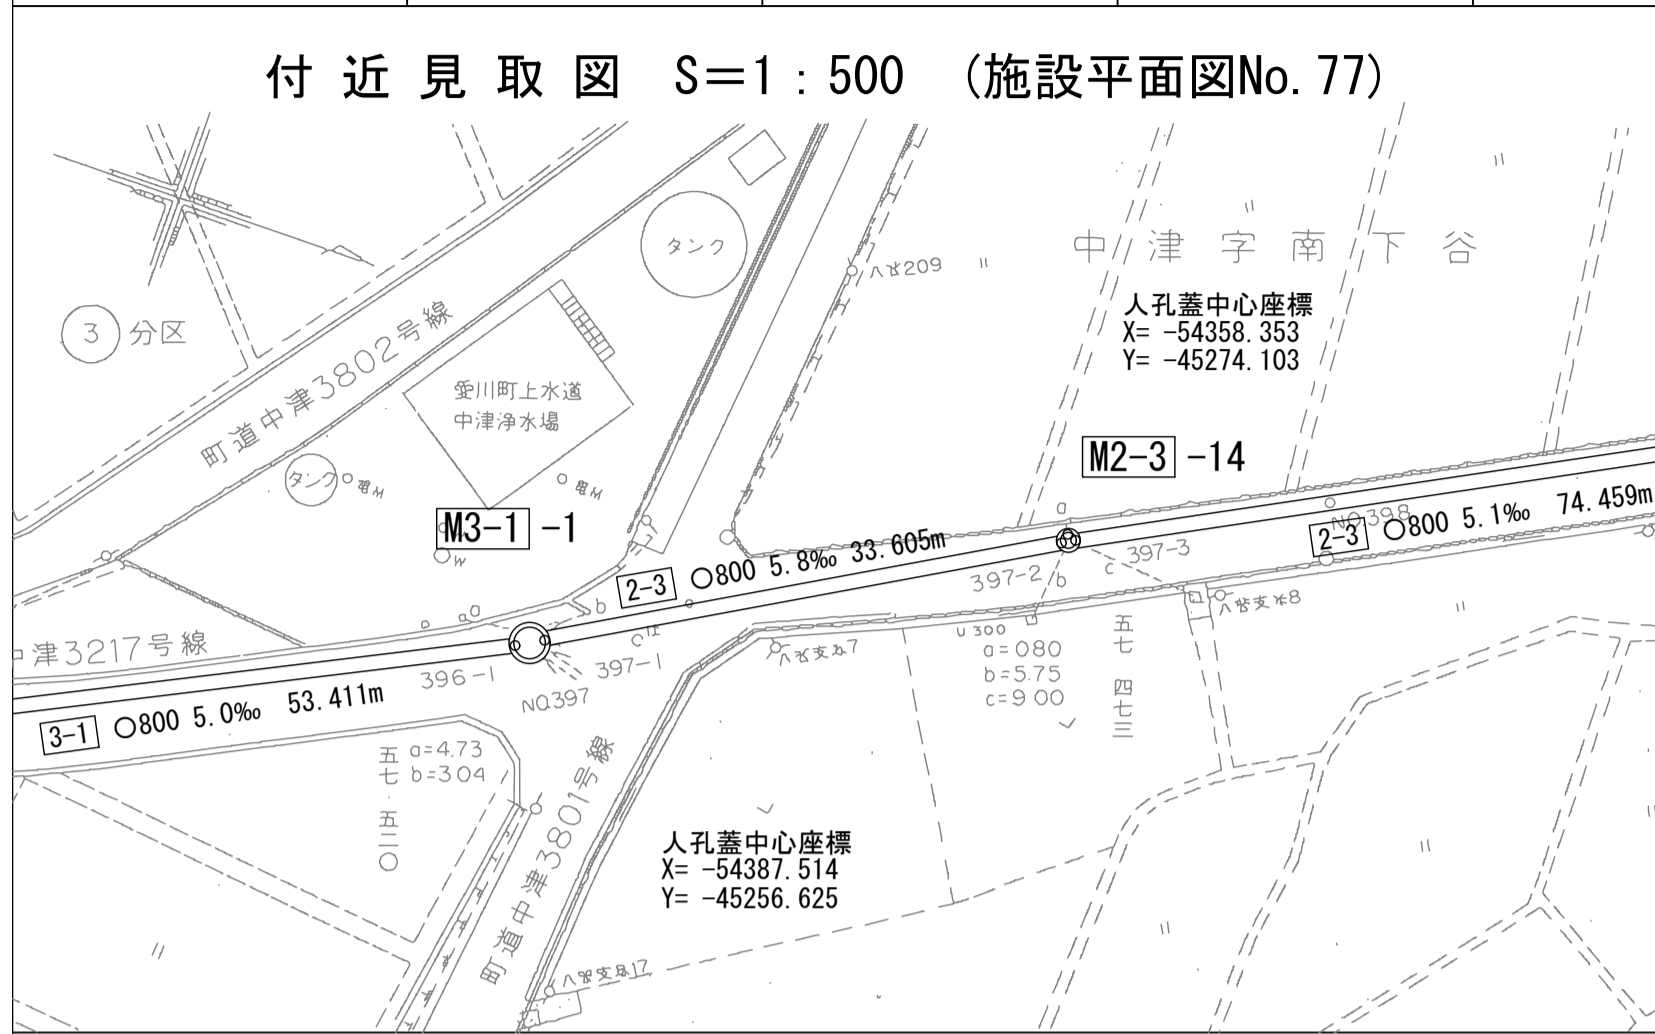 付近見取図 S=1:500 (施設平面図No.77)
タンク
中津字南下谷
人孔蓋中心座標
X= -54358.353
Y= -45274.103
3 分区
町道中津3802号線
愛川町上水道
中津浄水場
タンク
M3-1 -1
M2-3 -14
a
2-3 ○800 5.8‰ 33.605m
2-3 ○800 5.1‰ 74.459m
NO.398
397-2
b
c
397-3
a
b
c
津3217号線
396-1
397-1
NO.397
3-1 ○800 5.0‰ 53.411m
U300
a=080
b=5.75
c=900
五七 四七三
a=4.73
b=304
五七.五二〇
町道中津3801号線
人孔蓋中心座標
X= -54387.514
Y= -45256.625